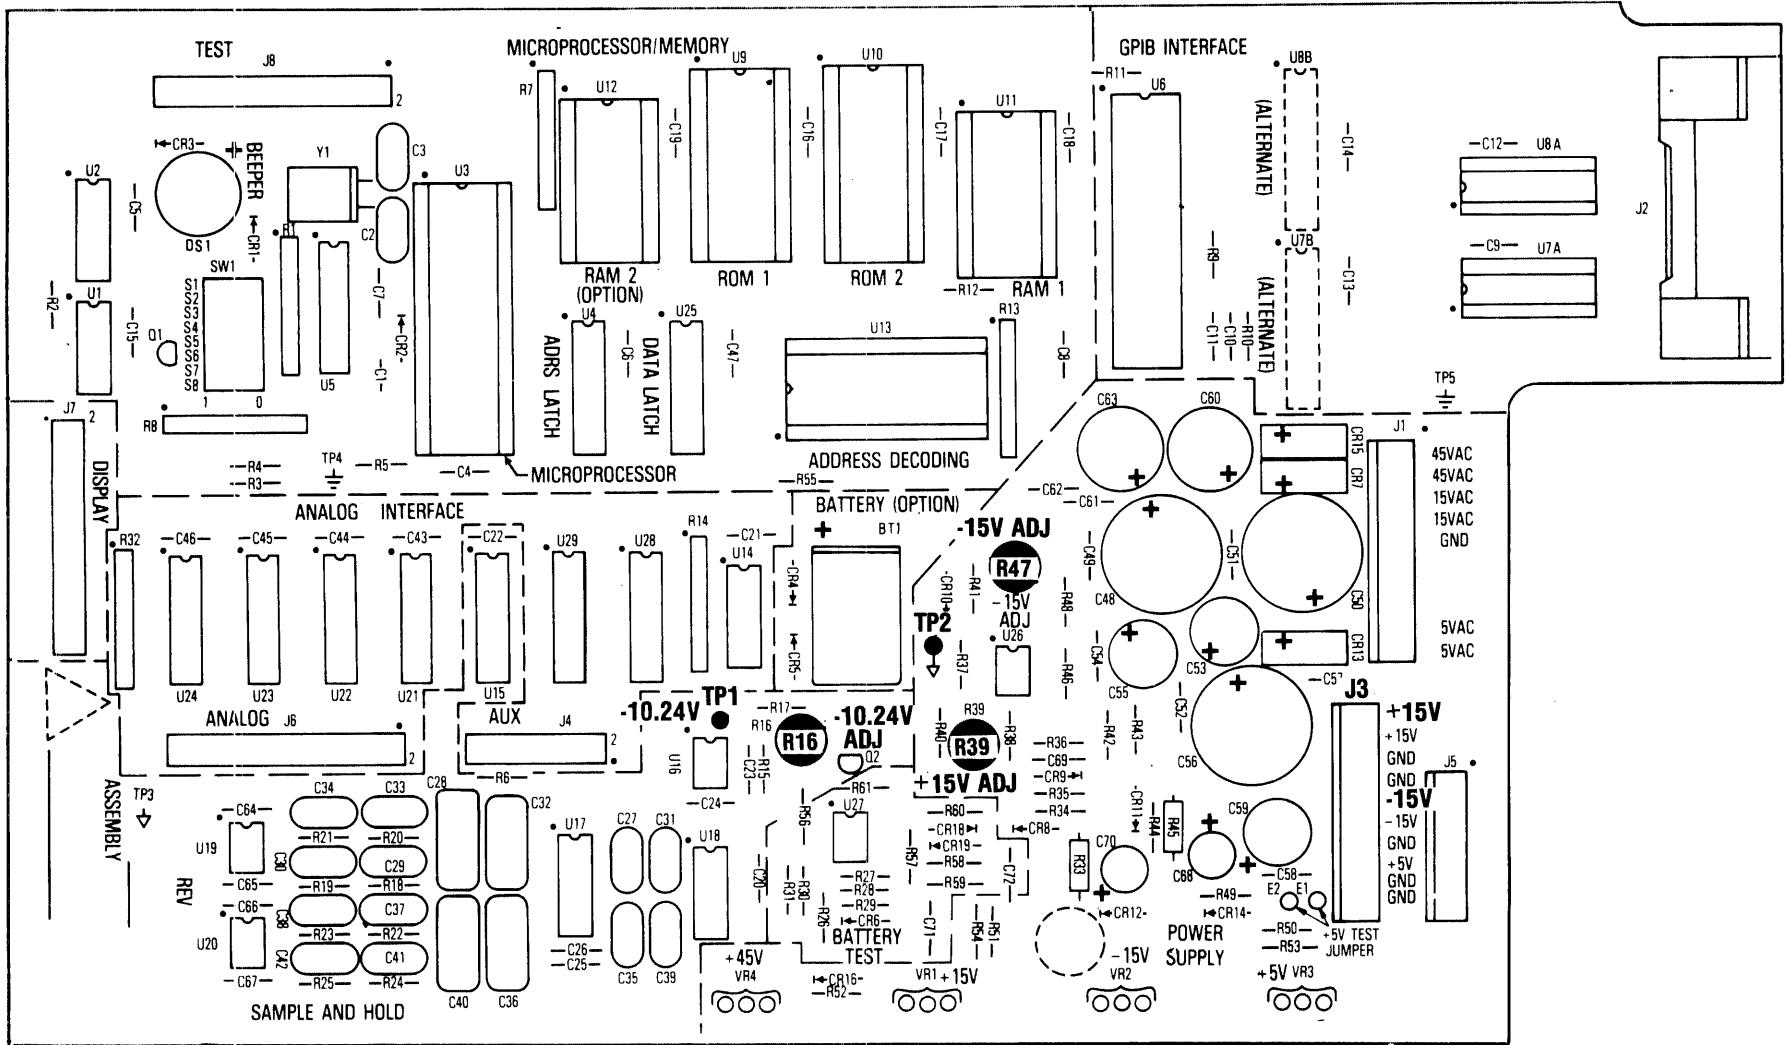 TEST
J8
2
CR3
BEEPER
DS1
CR1
U2
C5
Y1
C3
C2
R1
U5
C7
CR2
C1
U1
R2
C15
Q1
SW1
S1
S2
S3
S4
S5
S6
S7
S8
1 0
R8
R4
R3
TP4
R5
C4
U3
MICROPROCESSOR
MICROPROCESSOR/MEMORY
R7
U12
RAM 2
(OPTION)
C19
U9
ROM 1
C16
U10
ROM 2
C17
U11
RAM 1
R12
C18
U4
ADRS LATCH
C6
U25
DATA LATCH
C47
U13
ADDRESS DECODING
R13
C8
R55
GPIB INTERFACE
R11
U6
R9
C11
C10
R10
U8B
(ALTERNATE)
C14
U7B
(ALTERNATE)
C13
C12
U8A
C9
U7A
J2
TP5
J7
2
DISPLAY
ANALOG INTERFACE
R32
C46
U24
C45
U23
C44
U22
C43
U21
C22
U15
U29
U28
R14
C21
U14
ANALOG
J6
2
AUX
J4
2
R6
BATTERY (OPTION)
BT1
CR4
CR5
-15V ADJ
R47
-15V
ADJ
CR10
R41
R48
TP2
U26
R37
R46
TP1
-10.24V
R17
R16
R16
-10.24V
ADJ
Q2
U16
C23
R15
C24
R61
R40
R39
R39
R38
+15V ADJ
R36
C69
CR9
R35
R34
R42
R43
C63
C60
CR15
CR7
C62
C61
C49
C48
C51
C50
C54
C55
C53
CR13
C52
C56
J1
45VAC
45VAC
15VAC
15VAC
GND
5VAC
5VAC
J3
+15V
+15V
GND
GND
-15V
-15V
GND
+5V
GND
GND
J5
ASSEMBLY
TP3
REV
C64
U19
C65
C66
U20
C67
C34
C33
R21
R20
C30
C29
R19
R18
C38
C37
R23
R22
C42
C41
R25
R24
C28
C32
C40
C36
SAMPLE AND HOLD
U17
C26
C25
C27
C31
C35
C39
U18
C20
R56
R31
R30
R26
U27
R27
R28
R29
CR6
BATTERY
TEST
R57
R60
CR18
CR19
R58
R59
CR8
C72
C71
R54
R51
CR16
R52
+45V
VR4
VR1
+15V
R33
C70
CR11
R44
R45
C68
C59
C58
CR12
R49
CR14
E2
E1
R50
R53
+5V TEST
JUMPER
POWER
SUPPLY
-15V
VR2
+5V
VR3